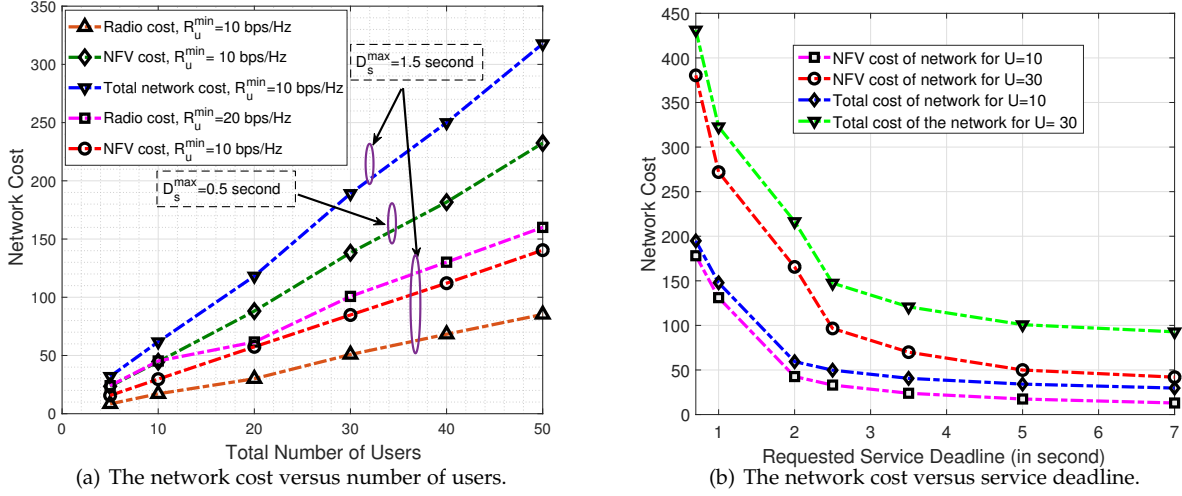 350
300
250
200
150
100
50
0
Network Cost
Radio cost, R_u^min=10 bps/Hz
NFV cost, R_u^min= 10 bps/Hz
Total network cost, R_u^min=10 bps/Hz
Radio cost, R_u^min=20 bps/Hz
NFV cost, R_u^min=10 bps/Hz
D_s^max=1.5 second
D_s^max=0.5 second
0 10 20 30 40 50
Total Number of Users
(a) The network cost versus number of users.
450
400
350
300
250
200
150
100
50
0
Network Cost
NFV cost of network for U=10
NFV cost of network for U=30
Total cost of network for U=10
Total cost of the network for U= 30
1 2 3 4 5 6 7
Requested Service Deadline (in second)
(b) The network cost versus service deadline.